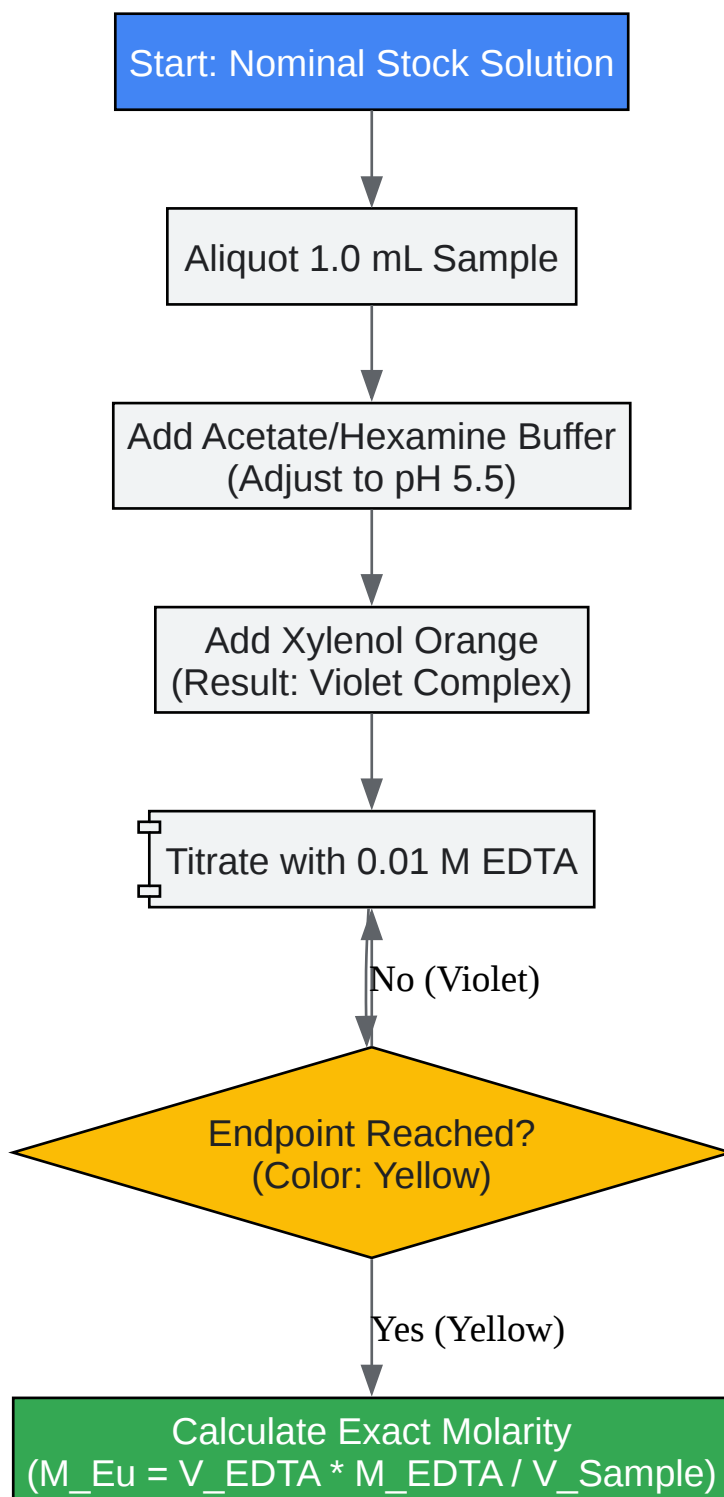 Start: Nominal Stock Solution
Aliquot 1.0 mL Sample
Add Acetate/Hexamine Buffer
(Adjust to pH 5.5)
Add Xylenol Orange
(Result: Violet Complex)
Titrate with 0.01 M EDTA
No (Violet)
Endpoint Reached?
(Color: Yellow)
Yes (Yellow)
Calculate Exact Molarity
(M_Eu = V_EDTA * M_EDTA / V_Sample)